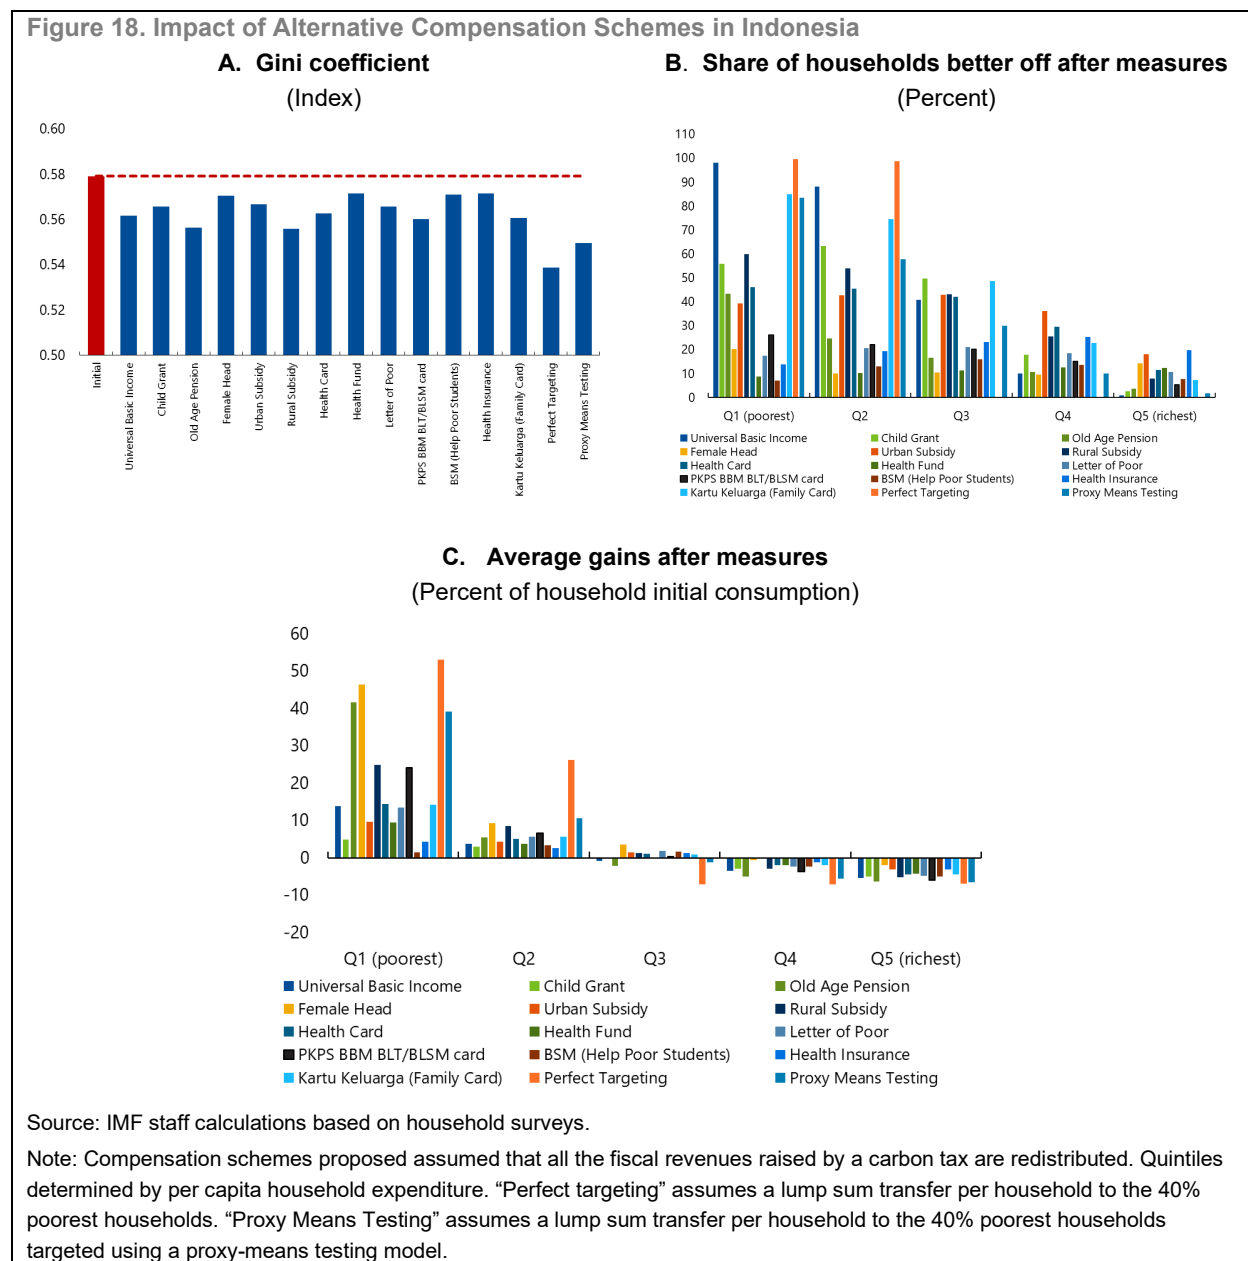 Figure 18. Impact of Alternative Compensation Schemes in Indonesia
A. Gini coefficient
(Index)
0.60
0.58
0.56
0.54
0.52
0.50
Initial
Universal Basic Income
Child Grant
Old Age Pension
Female Head
Urban Subsidy
Rural Subsidy
Health Card
Health Fund
Letter of Poor
PKPS BBM BLT/BLSM card
BSM (Help Poor Students)
Health Insurance
Kartu Keluarga (Family Card)
Perfect Targeting
Proxy Means Testing
B. Share of households better off after measures
(Percent)
110
100
90
80
70
60
50
40
30
20
10
0
Q1 (poorest) Q2 Q3 Q4 Q5 (richest)
Universal Basic Income Child Grant Old Age Pension
Female Head Urban Subsidy Rural Subsidy
Health Card Health Fund Letter of Poor
PKPS BBM BLT/BLSM card BSM (Help Poor Students) Health Insurance
Kartu Keluarga (Family Card) Perfect Targeting Proxy Means Testing
C. Average gains after measures
(Percent of household initial consumption)
60
50
40
30
20
10
0
-10
-20
Q1 (poorest) Q2 Q3 Q4 Q5 (richest)
Universal Basic Income Child Grant Old Age Pension
Female Head Urban Subsidy Rural Subsidy
Health Card Health Fund Letter of Poor
PKPS BBM BLT/BLSM card BSM (Help Poor Students) Health Insurance
Kartu Keluarga (Family Card) Perfect Targeting Proxy Means Testing
Source: IMF staff calculations based on household surveys.
Note: Compensation schemes proposed assumed that all the fiscal revenues raised by a carbon tax are redistributed. Quintiles
determined by per capita household expenditure. “Perfect targeting” assumes a lump sum transfer per household to the 40%
poorest households. “Proxy Means Testing” assumes a lump sum transfer per household to the 40% poorest households
targeted using a proxy-means testing model.